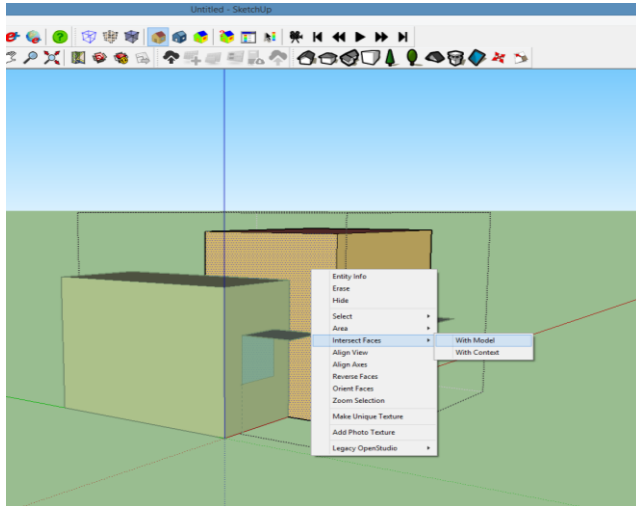 Untitled - SketchUp
Entity Info
Erase
Hide
Select
Area
Intersect Faces
With Model
With Context
Align View
Align Axes
Reverse Faces
Orient Faces
Zoom Selection
Make Unique Texture
Add Photo Texture
Legacy OpenStudio